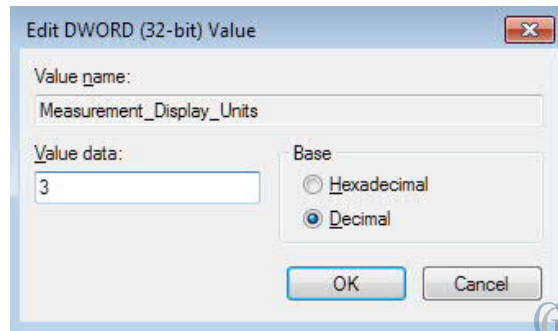 Edit DWORD (32-bit) Value
Value name:
Measurement_Display_Units
Value data:
3
Base
Hexadecimal
Decimal
OK
Cancel